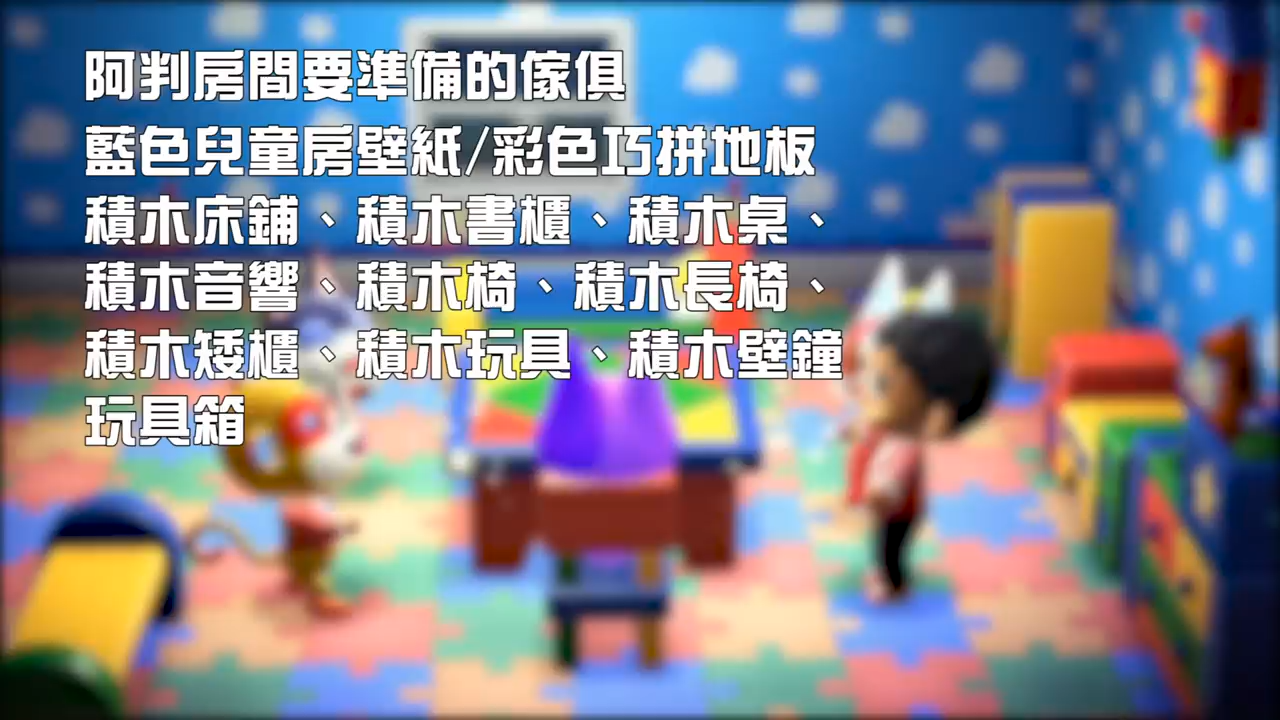 阿判房間要準備的傢俱
藍色兒童房壁紙/彩色巧拼地板
積木床鋪、積木書櫃、積木桌、
積木音響、積木椅、積木長椅、
積木矮櫃、積木玩具、積木壁鐘
玩具箱